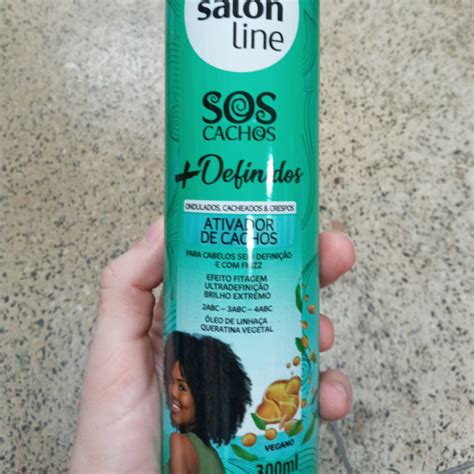 salon
line
SOS
CACHOS
+Definidos
ONDULADOS, CACHEADOS & CRESPOS
ATIVADOR
DE CACHOS
PARA CABELOS SEM DEFINIÇÃO
E COM FRIZZ
EFEITO FITAGEM
ULTRADEFINIÇÃO
BRILHO EXTREMO
2ABC – 3ABC – 4ABC
ÓLEO DE LINHAÇA
QUERATINA VEGETAL
VEGANO
300ml